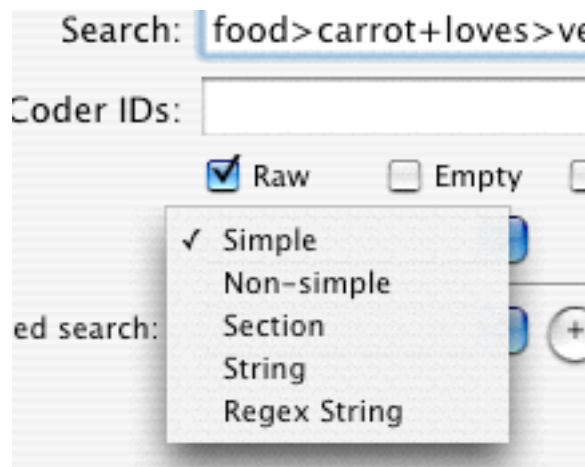 Search: food>carrot+loves>ve
Coder IDs:
Raw Empty
✓ Simple
Non-simple
Section
ed search:
String
Regex String